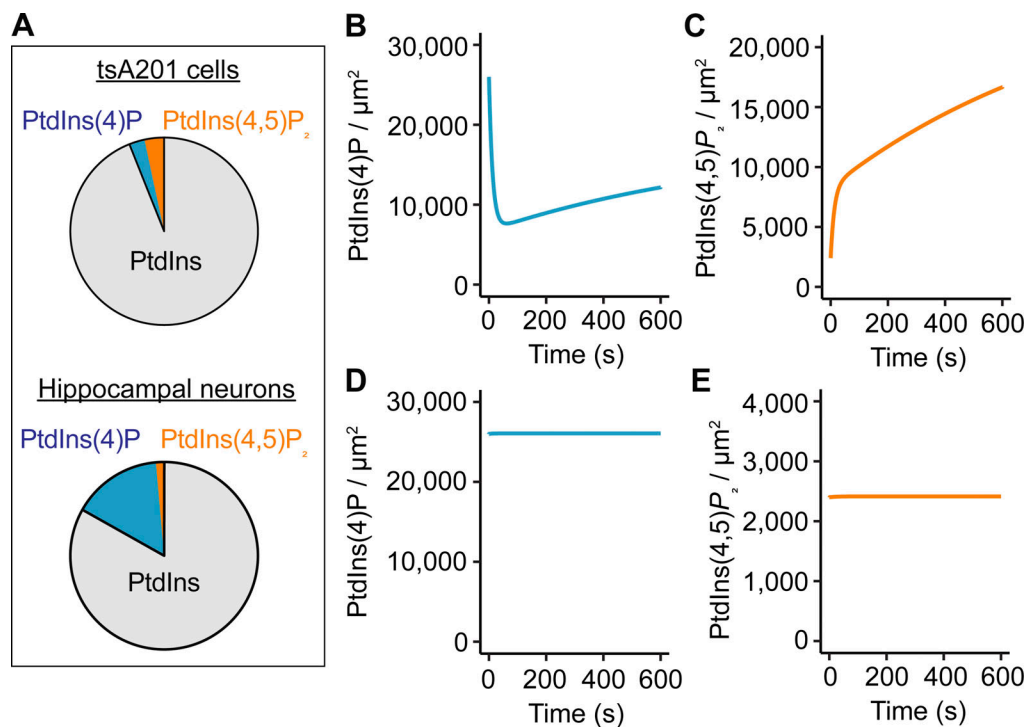 A
tsA201 cells
PtdIns(4)P PtdIns(4,5)P₂
PtdIns
Hippocampal neurons
PtdIns(4)P PtdIns(4,5)P₂
PtdIns
B
PtdIns(4)P / µm²
30,000
20,000
10,000
0
0 200 400 600
Time (s)
C
PtdIns(4,5)P₂ / µm²
20,000
15,000
10,000
5,000
0
0 200 400 600
Time (s)
D
PtdIns(4)P / µm²
30,000
20,000
10,000
0
0 200 400 600
Time (s)
E
PtdIns(4,5)P₂ / µm²
4,000
3,000
2,000
1,000
0
0 200 400 600
Time (s)